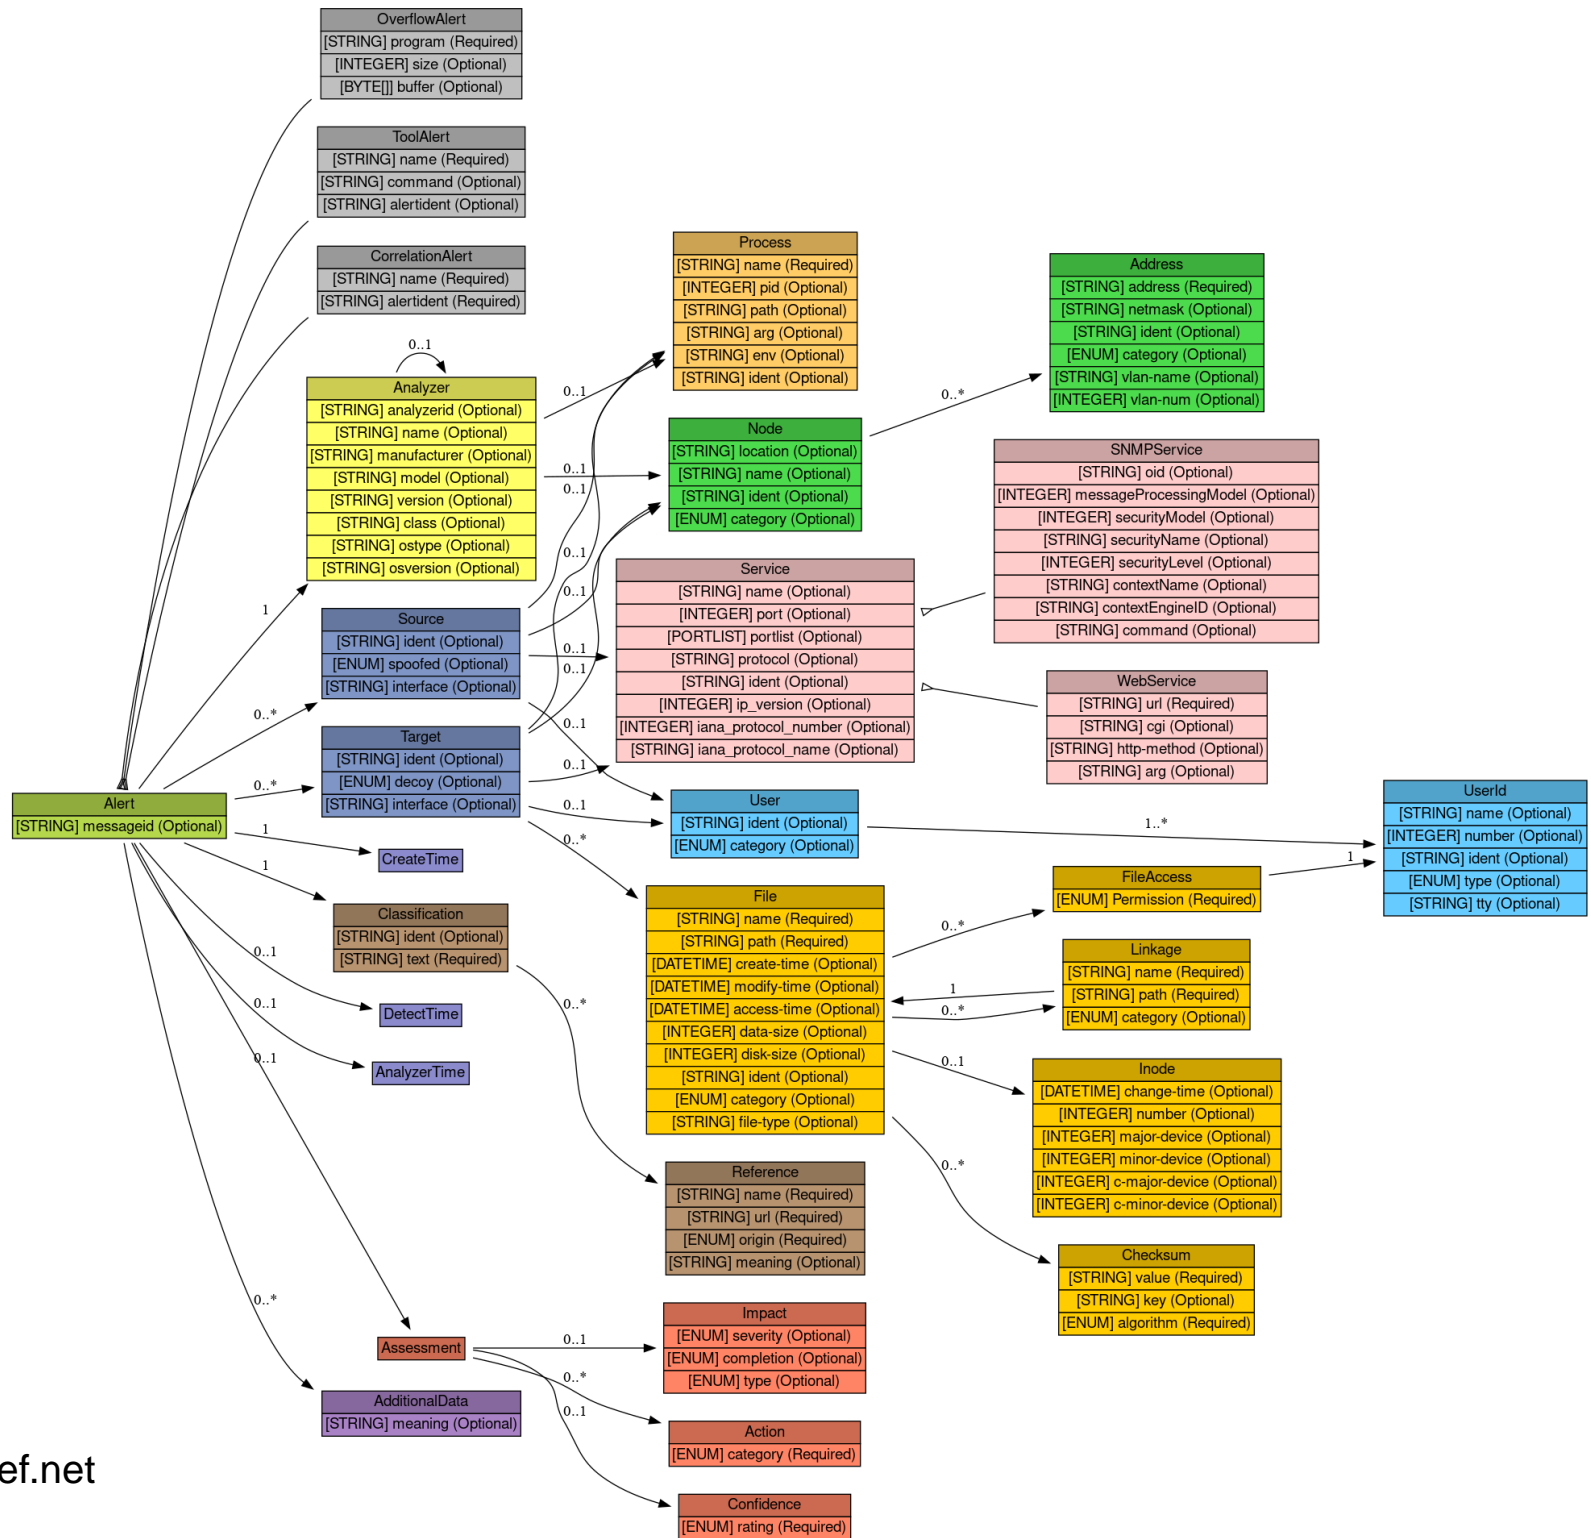 OverflowAlert
[STRING] program (Required)
[INTEGER] size (Optional)
[BYTE[]] buffer (Optional)
ToolAlert
[STRING] name (Required)
[STRING] command (Optional)
[STRING] alertident (Optional)
CorrelationAlert
[STRING] name (Required)
[STRING] alertident (Required)
0..1
Analyzer
[STRING] analyzerid (Optional)
[STRING] name (Optional)
[STRING] manufacturer (Optional)
[STRING] model (Optional)
[STRING] version (Optional)
[STRING] class (Optional)
[STRING] ostype (Optional)
[STRING] osversion (Optional)
1
Source
[STRING] ident (Optional)
[ENUM] spoofed (Optional)
[STRING] interface (Optional)
0..*
Target
[STRING] ident (Optional)
[ENUM] decoy (Optional)
[STRING] interface (Optional)
0..*
Alert
[STRING] messageid (Optional)
1
CreateTime
1
Classification
[STRING] ident (Optional)
[STRING] text (Required)
0..1
DetectTime
0..1
AnalyzerTime
0..1
0..*
Assessment
AdditionalData
[STRING] meaning (Optional)
Process
[STRING] name (Required)
[INTEGER] pid (Optional)
[STRING] path (Optional)
[STRING] arg (Optional)
[STRING] env (Optional)
[STRING] ident (Optional)
0..1
Node
[STRING] location (Optional)
[STRING] name (Optional)
[STRING] ident (Optional)
[ENUM] category (Optional)
0..1
0..1
0..1
0..1
0..1
0..1
0..1
0..1
0..1
0..*
Service
[STRING] name (Optional)
[INTEGER] port (Optional)
[PORTLIST] portlist (Optional)
[STRING] protocol (Optional)
[STRING] ident (Optional)
[INTEGER] ip_version (Optional)
[INTEGER] iana_protocol_number (Optional)
[STRING] iana_protocol_name (Optional)
User
[STRING] ident (Optional)
[ENUM] category (Optional)
File
[STRING] name (Required)
[STRING] path (Required)
[DATETIME] create-time (Optional)
[DATETIME] modify-time (Optional)
[DATETIME] access-time (Optional)
[INTEGER] data-size (Optional)
[INTEGER] disk-size (Optional)
[STRING] ident (Optional)
[ENUM] category (Optional)
[STRING] file-type (Optional)
0..*
Reference
[STRING] name (Required)
[STRING] url (Required)
[ENUM] origin (Required)
[STRING] meaning (Optional)
0..1
Impact
[ENUM] severity (Optional)
[ENUM] completion (Optional)
[ENUM] type (Optional)
0..*
Action
[ENUM] category (Required)
0..1
Confidence
[ENUM] rating (Required)
0..*
Address
[STRING] address (Required)
[STRING] netmask (Optional)
[STRING] ident (Optional)
[ENUM] category (Optional)
[STRING] vlan-name (Optional)
[INTEGER] vlan-num (Optional)
SNMPService
[STRING] oid (Optional)
[INTEGER] messageProcessingModel (Optional)
[INTEGER] securityModel (Optional)
[STRING] securityName (Optional)
[INTEGER] securityLevel (Optional)
[STRING] contextName (Optional)
[STRING] contextEngineID (Optional)
[STRING] command (Optional)
WebService
[STRING] url (Required)
[STRING] cgi (Optional)
[STRING] http-method (Optional)
[STRING] arg (Optional)
1..*
UserId
[STRING] name (Optional)
[INTEGER] number (Optional)
[STRING] ident (Optional)
[ENUM] type (Optional)
[STRING] tty (Optional)
1
FileAccess
[ENUM] Permission (Required)
0..*
Linkage
[STRING] name (Required)
[STRING] path (Required)
[ENUM] category (Optional)
1
0..*
0..1
Inode
[DATETIME] change-time (Optional)
[INTEGER] number (Optional)
[INTEGER] major-device (Optional)
[INTEGER] minor-device (Optional)
[INTEGER] c-major-device (Optional)
[INTEGER] c-minor-device (Optional)
0..*
Checksum
[STRING] value (Required)
[STRING] key (Optional)
[ENUM] algorithm (Required)
ef.net